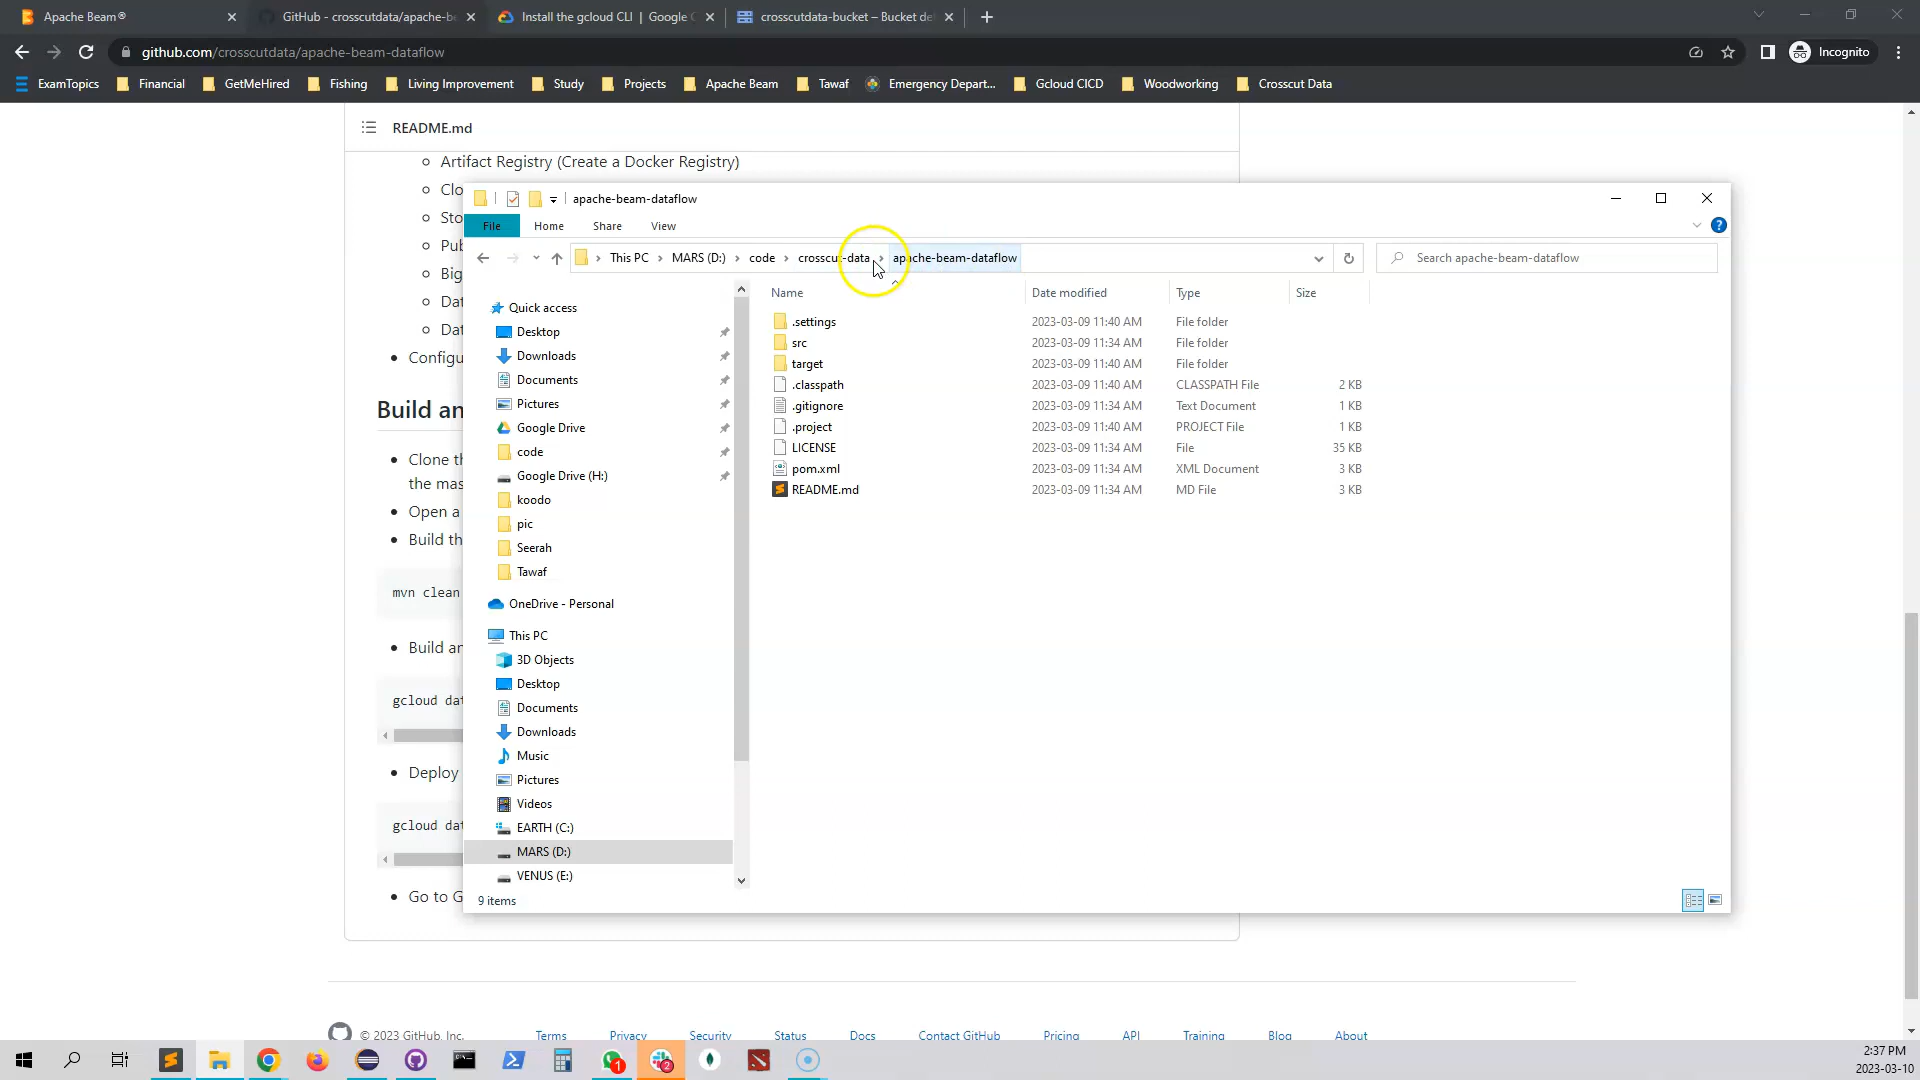 Apache Beam®
GitHub - crosscutdata/apache-be
Install the gcloud CLI | Google C
crosscutdata-bucket – Bucket de
github.com/crosscutdata/apache-beam-dataflow
Incognito
ExamTopics
Financial
GetMeHired
Fishing
Living Improvement
Study
Projects
Apache Beam
Tawaf
Emergency Depart...
Gcloud CICD
Woodworking
Crosscut Data
README.md
Artifact Registry (Create a Docker Registry)
Clo
Sto
Pub
Big
Dat
Dat
Configu
Build an
Clone th
the mas
Open a
Build th
mvn clean
Build an
gcloud dat
Deploy
gcloud dat
Go to G
apache-beam-dataflow
File
Home
Share
View
This PC
MARS (D:)
code
crosscut-data
apache-beam-dataflow
Search apache-beam-dataflow
Quick access
Desktop
Downloads
Documents
Pictures
Google Drive
code
Google Drive (H:)
koodo
pic
Seerah
Tawaf
OneDrive - Personal
This PC
3D Objects
Desktop
Documents
Downloads
Music
Pictures
Videos
EARTH (C:)
MARS (D:)
VENUS (E:)
Name Date modified Type Size
.settings 2023-03-09 11:40 AM File folder
src 2023-03-09 11:34 AM File folder
target 2023-03-09 11:40 AM File folder
.classpath 2023-03-09 11:40 AM CLASSPATH File 2 KB
.gitignore 2023-03-09 11:34 AM Text Document 1 KB
.project 2023-03-09 11:40 AM PROJECT File 1 KB
LICENSE 2023-03-09 11:34 AM File 35 KB
pom.xml 2023-03-09 11:34 AM XML Document 3 KB
README.md 2023-03-09 11:34 AM MD File 3 KB
9 items
© 2023 GitHub, Inc.
Terms
Privacy
Security
Status
Docs
Contact GitHub
Pricing
API
Training
Blog
About
1
2
2:37 PM
2023-03-10